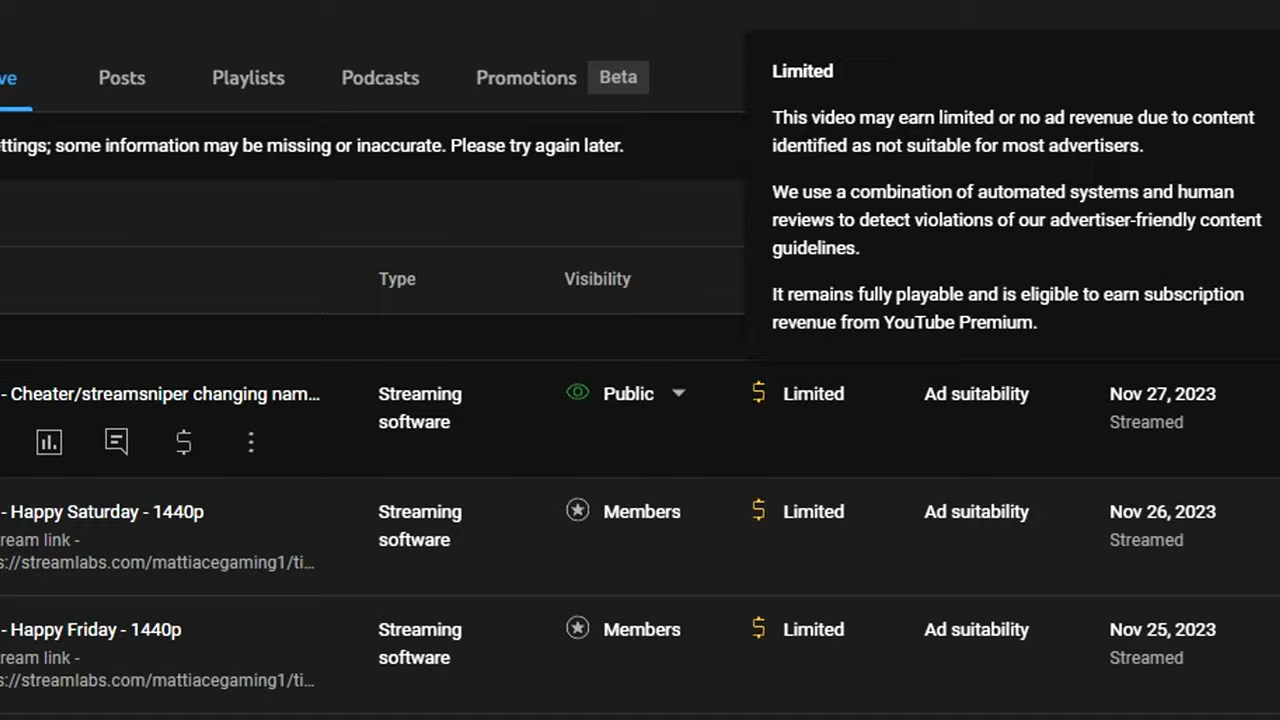 ve Posts Playlists Podcasts Promotions Beta
ttings; some information may be missing or inaccurate. Please try again later.
Limited
This video may earn limited or no ad revenue due to content
identified as not suitable for most advertisers.
We use a combination of automated systems and human
reviews to detect violations of our advertiser-friendly content
guidelines.
It remains fully playable and is eligible to earn subscription
revenue from YouTube Premium.
Type Visibility
- Cheater/streamsniper changing nam... Streaming software Public Limited Ad suitability Nov 27, 2023
Streamed
- Happy Saturday - 1440p Streaming software Members Limited Ad suitability Nov 26, 2023
ream link - Streamed
s://streamlabs.com/mattiacegaming1/ti...
- Happy Friday - 1440p Streaming software Members Limited Ad suitability Nov 25, 2023
ream link - Streamed
s://streamlabs.com/mattiacegaming1/ti...